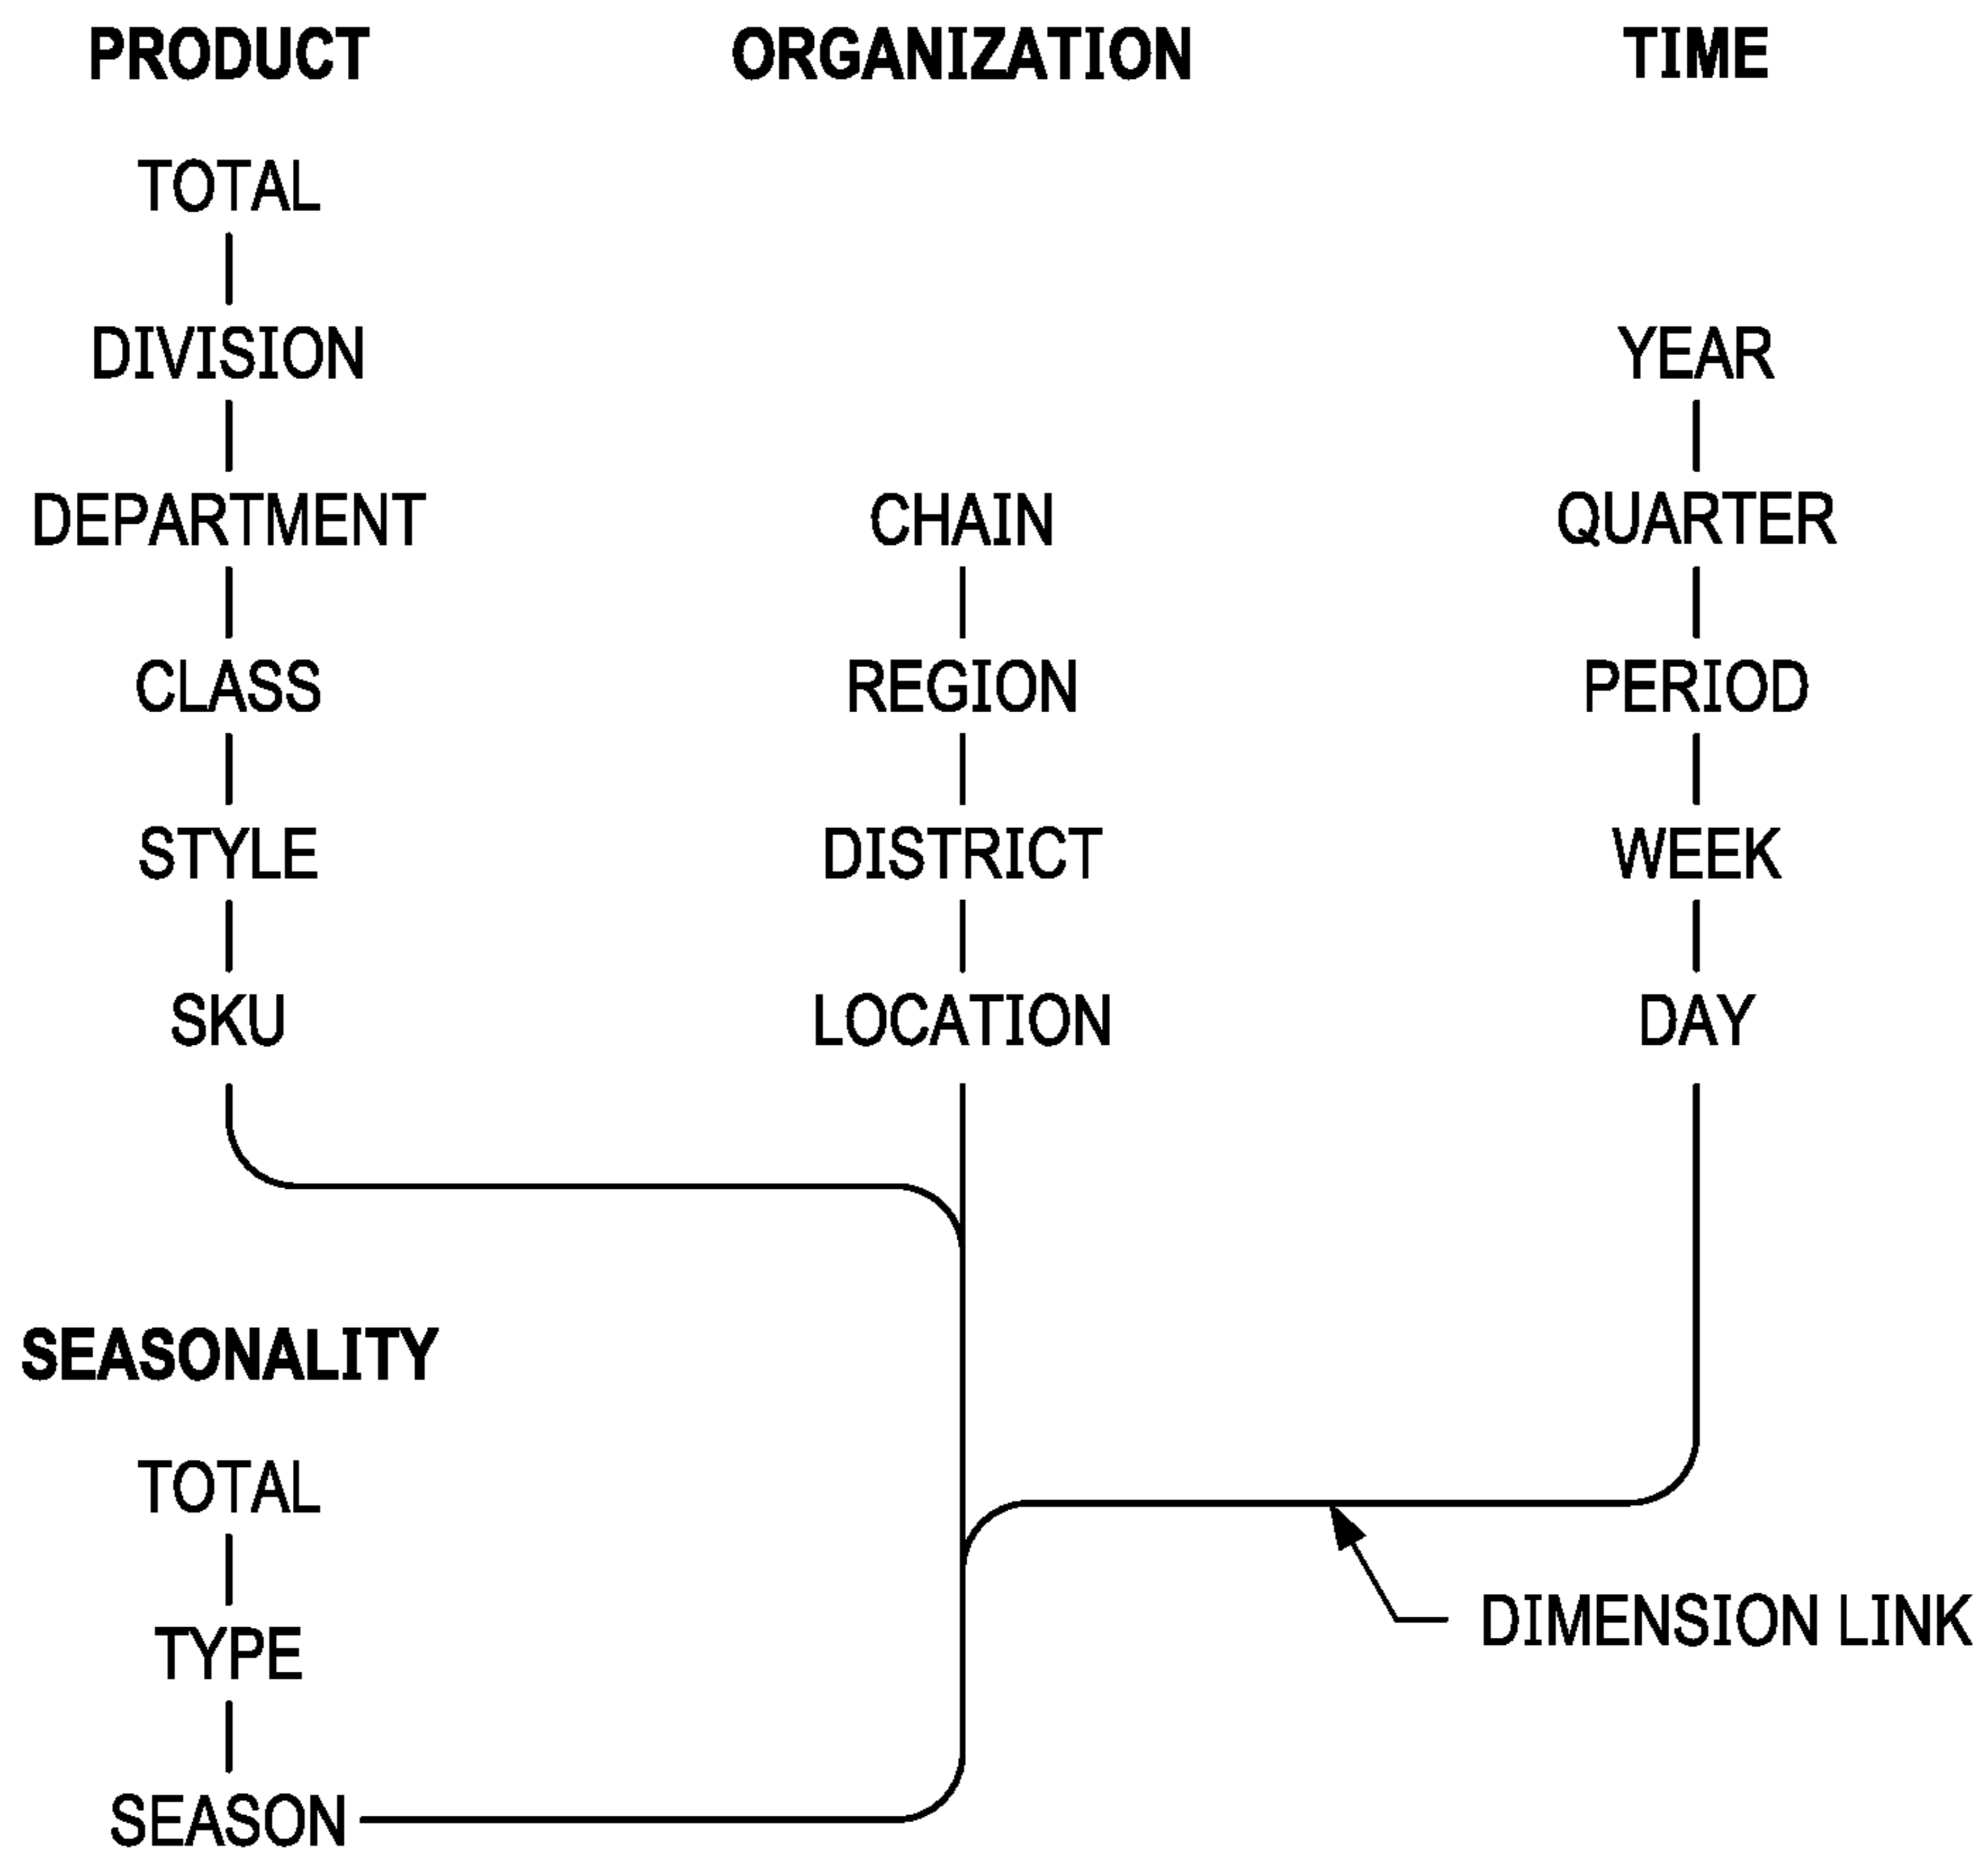 PRODUCT
TOTAL
DIVISION
DEPARTMENT
CLASS
STYLE
SKU
ORGANIZATION
CHAIN
REGION
DISTRICT
LOCATION
TIME
YEAR
QUARTER
PERIOD
WEEK
DAY
SEASONALITY
TOTAL
TYPE
SEASON
DIMENSION LINK